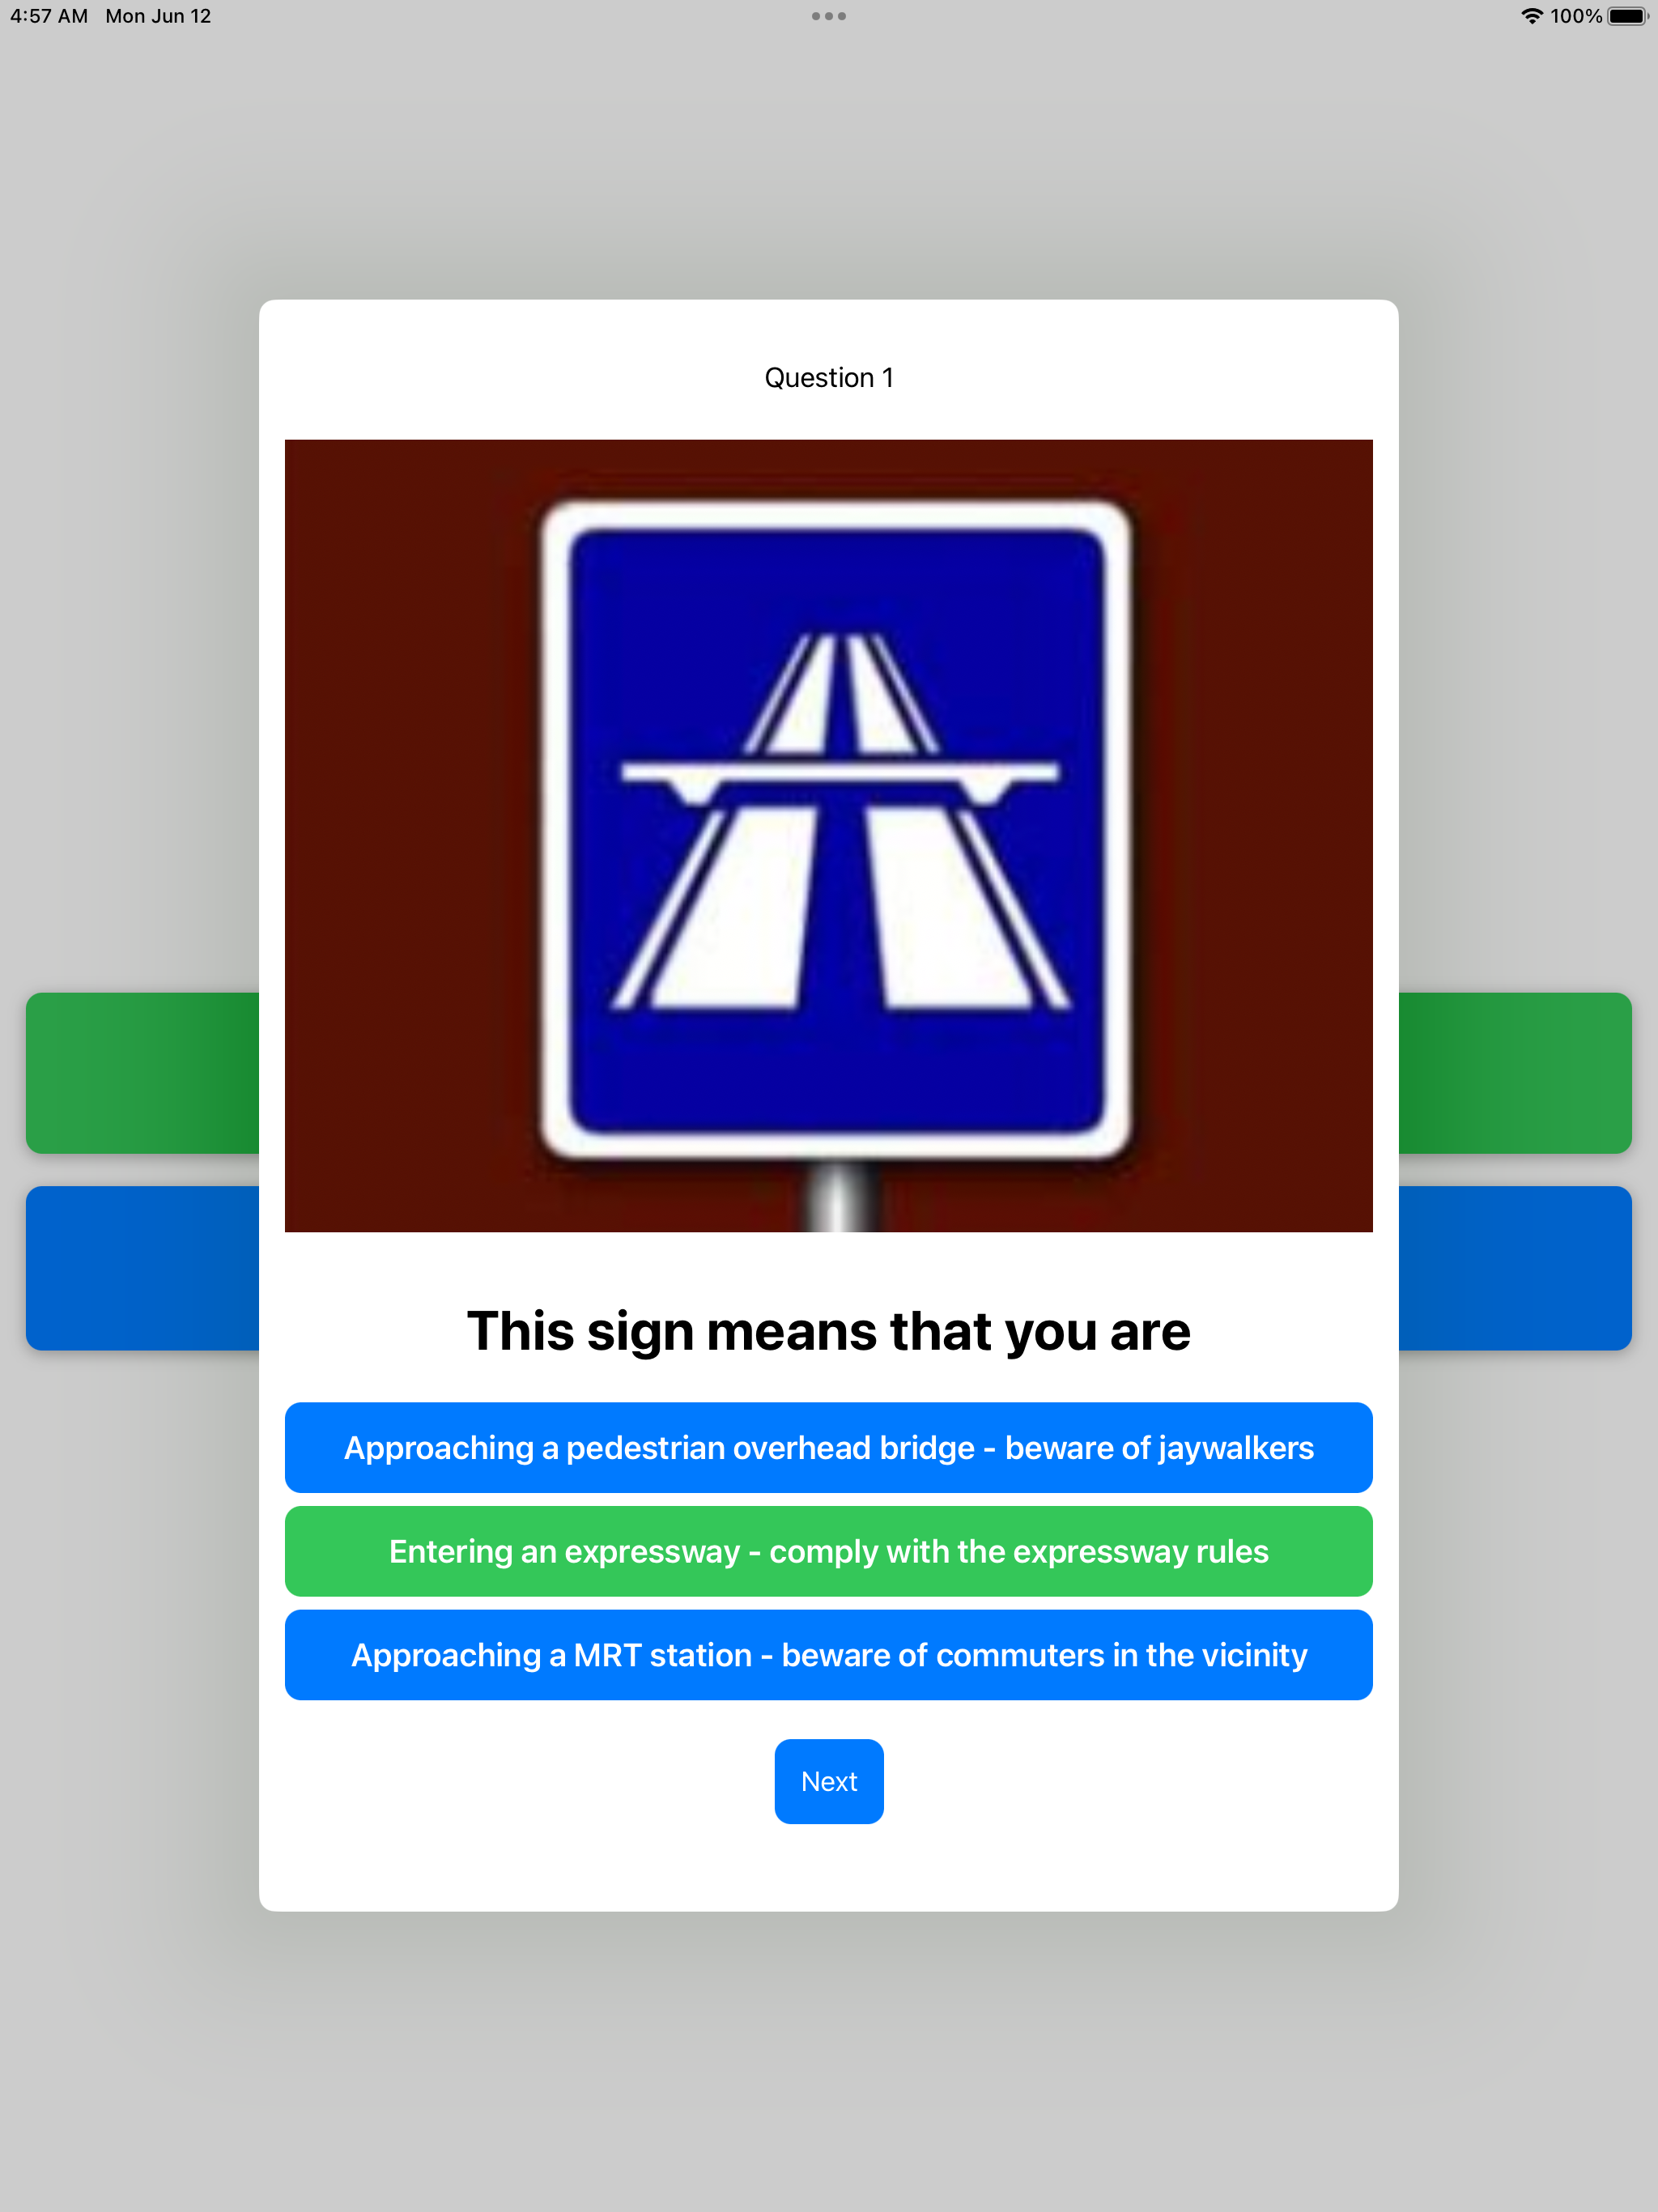 4:57 AM Mon Jun 12
100%
Question 1
This sign means that you are
Approaching a pedestrian overhead bridge - beware of jaywalkers
Entering an expressway - comply with the expressway rules
Approaching a MRT station - beware of commuters in the vicinity
Next